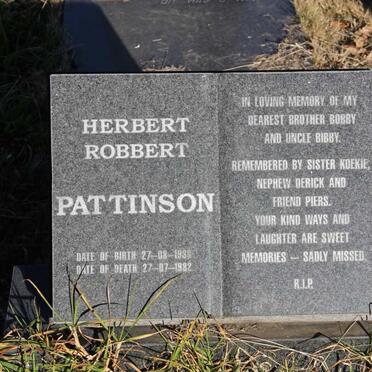 HERBERT
ROBBERT
PATTINSON
DATE OF BIRTH 27-08-
DATE OF DEATH 27-07-1982
IN LOVING MEMORY OF MY
DEAREST BROTHER BOBBY
AND UNCLE BIBBY.
REMEMBERED BY SISTER KOEKIE,
NEPHEW DERICK AND
FRIEND PIERS.
YOUR KIND WAYS AND
LAUGHTER ARE SWEET
MEMORIES – SADLY MISSED.
R.I.P.